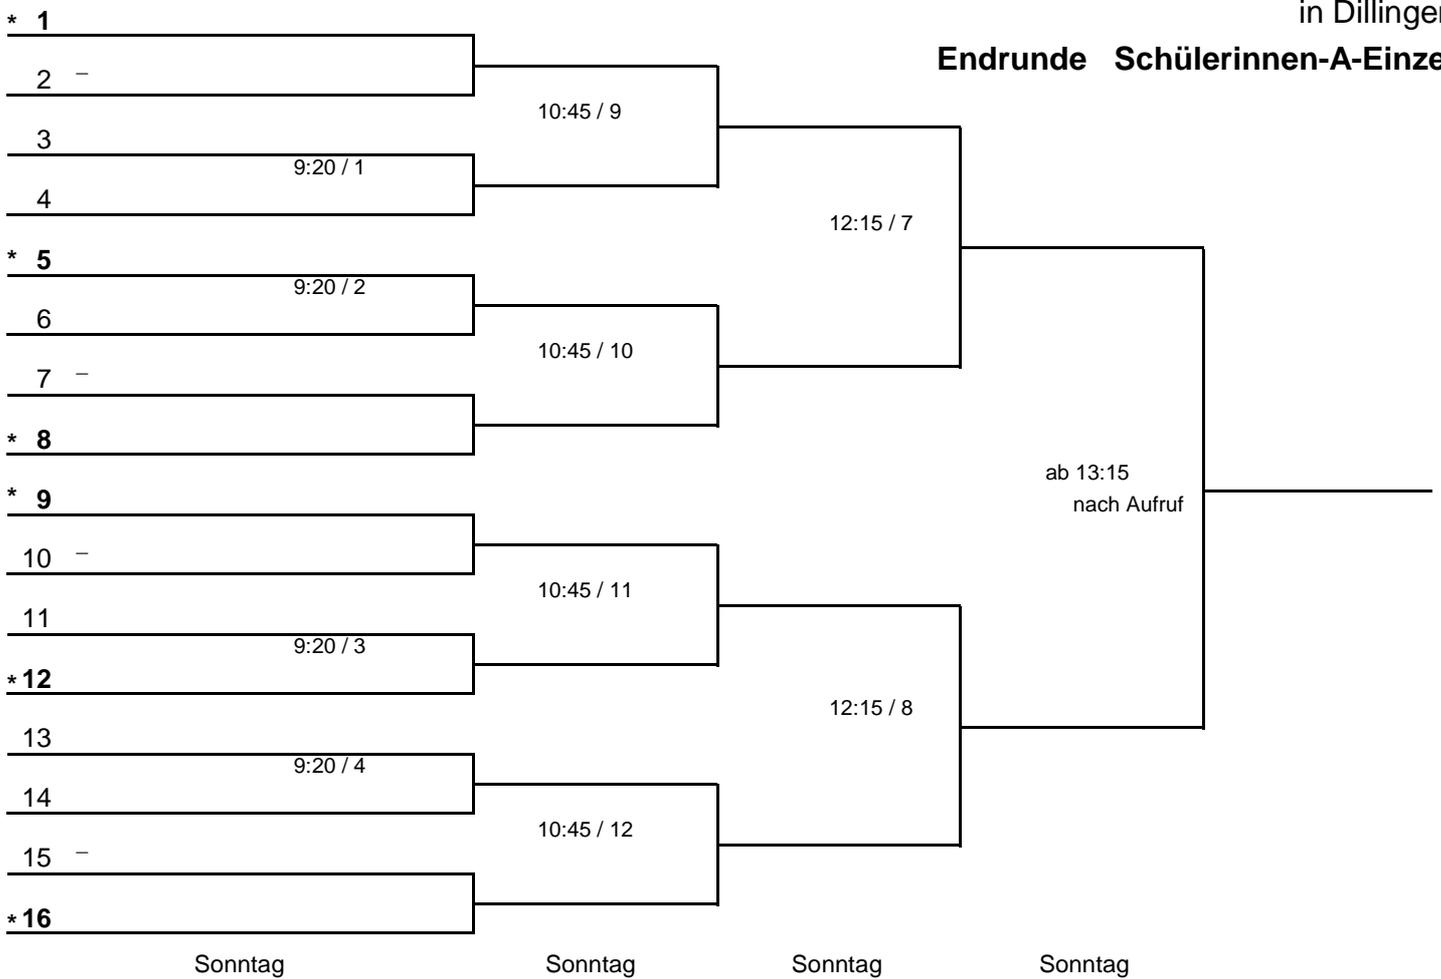 in Dillingen
Endrunde Schülerinnen-A-Einze
* 1
2 –
10:45 / 9
3
9:20 / 1
4
12:15 / 7
* 5
9:20 / 2
6
10:45 / 10
7 –
* 8
ab 13:15
* 9
nach Aufruf
10 –
10:45 / 11
11
9:20 / 3
* 12
12:15 / 8
13
9:20 / 4
14
10:45 / 12
15 –
* 16
Sonntag Sonntag Sonntag Sonntag